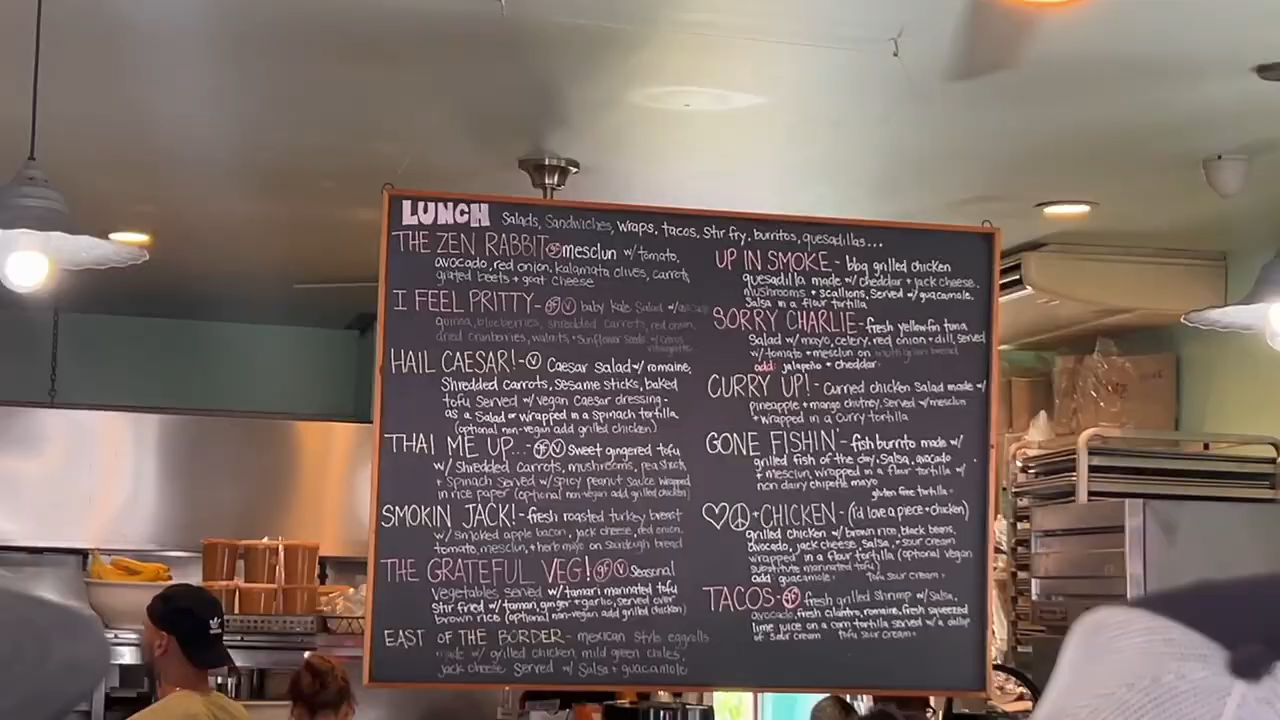 LUNCH Salads, Sandwiches, wraps, tacos, stir fry, burritos, quesadillas...
THE ZEN RABBIT GF mesclun w/ tomato,
avocado, red onion, kalamata olives, carrots,
grated beets + goat cheese
I FEEL PRITTY - GF V baby kale salad w/
quinoa, blueberries, shredded carrots, red onion,
dried cranberries, walnuts + sunflower seeds w/ citrus
vinaigrette
HAIL CAESAR! - V Caesar Salad w/ romaine,
Shredded carrots, Sesame sticks, baked
tofu Served w/ vegan Caesar dressing -
as a Salad or wrapped in a Spinach tortilla
(optional non-vegan add grilled chicken)
THAI ME UP... - GF V Sweet gingered tofu
w/ Shredded carrots, mushrooms, pea shoots
+ Spinach Served w/ spicy peanut sauce wrapped
in rice paper (optional non-vegan add grilled chicken)
SMOKIN JACK! - fresh roasted turkey breast
w/ smoked apple bacon, jack cheese, red onion,
tomato, mesclun, + herb mayo on Sourdough bread
THE GRATEFUL VEG! GF V Seasonal
Vegetables served w/ tamari marinated tofu
Stir fried w/ tamari, ginger + garlic, Served over
brown rice (optional non-vegan add grilled chicken)
EAST OF THE BORDER - mexican style eggrolls
made w/ grilled chicken, mild green chiles,
jack cheese Served w/ Salsa + guacamole
UP IN SMOKE - bbq grilled chicken
quesadilla made w/ cheddar + jack cheese,
mushrooms + scallions, Served w/ guacamole,
Salsa in a flour tortilla
SORRY CHARLIE - fresh yellowfin tuna
Salad w/ mayo, celery, red onion + dill, served
w/ tomato + mesclun on multigrain bread
add: jalapeño + cheddar
CURRY UP! - Curried chicken Salad made w/
pineapple + mango chutney. Served w/ mesclun
+ wrapped in a curry tortilla
GONE FISHIN' - fish burrito made w/
grilled fish of the day, Salsa, avocado
+ mesclun, wrapped in a flour tortilla w/
non dairy chipotle mayo
gluten free tortilla +
♡☮ + CHICKEN - (i'd love a piece + chicken)
grilled chicken w/ brown rice, black beans,
avocado, jack cheese, Salsa, + sour cream
wrapped in a flour tortilla (optional vegan
substitute marinated tofu)
add: guacamole + Tofu sour cream +
TACOS - GF fresh grilled Shrimp w/ Salsa,
avocado, fresh cilantro, romaine, fresh squeezed
lime juice on a corn tortilla served w/ a dollop
of Sour cream Tofu Sour cream +